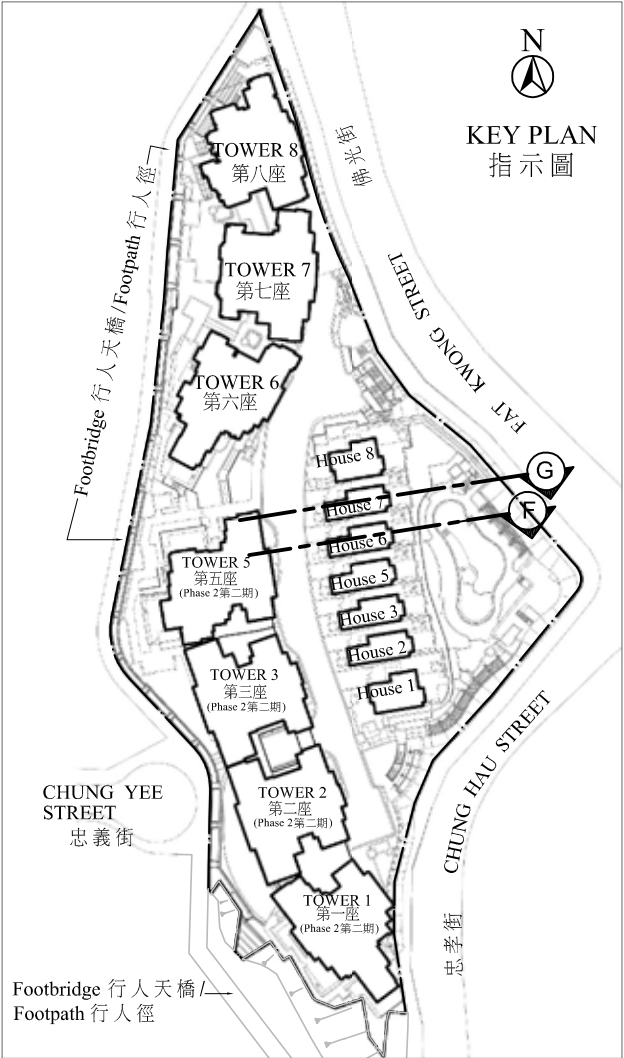 N
KEY PLAN
指示圖
TOWER 8
第八座
佛光街
FAT KWONG STREET
TOWER 7
第七座
Footbridge 行人天橋/Footpath 行人徑
TOWER 6
第六座
House 8
G
House 7
F
House 6
TOWER 5
第五座
(Phase 2第二期)
House 5
House 3
House 2
TOWER 3
第三座
(Phase 2第二期)
House 1
CHUNG YEE
STREET
忠義街
TOWER 2
第二座
(Phase 2第二期)
CHUNG HAU STREET
忠孝街
TOWER 1
第一座
(Phase 2第二期)
Footbridge 行人天橋/
Footpath 行人徑